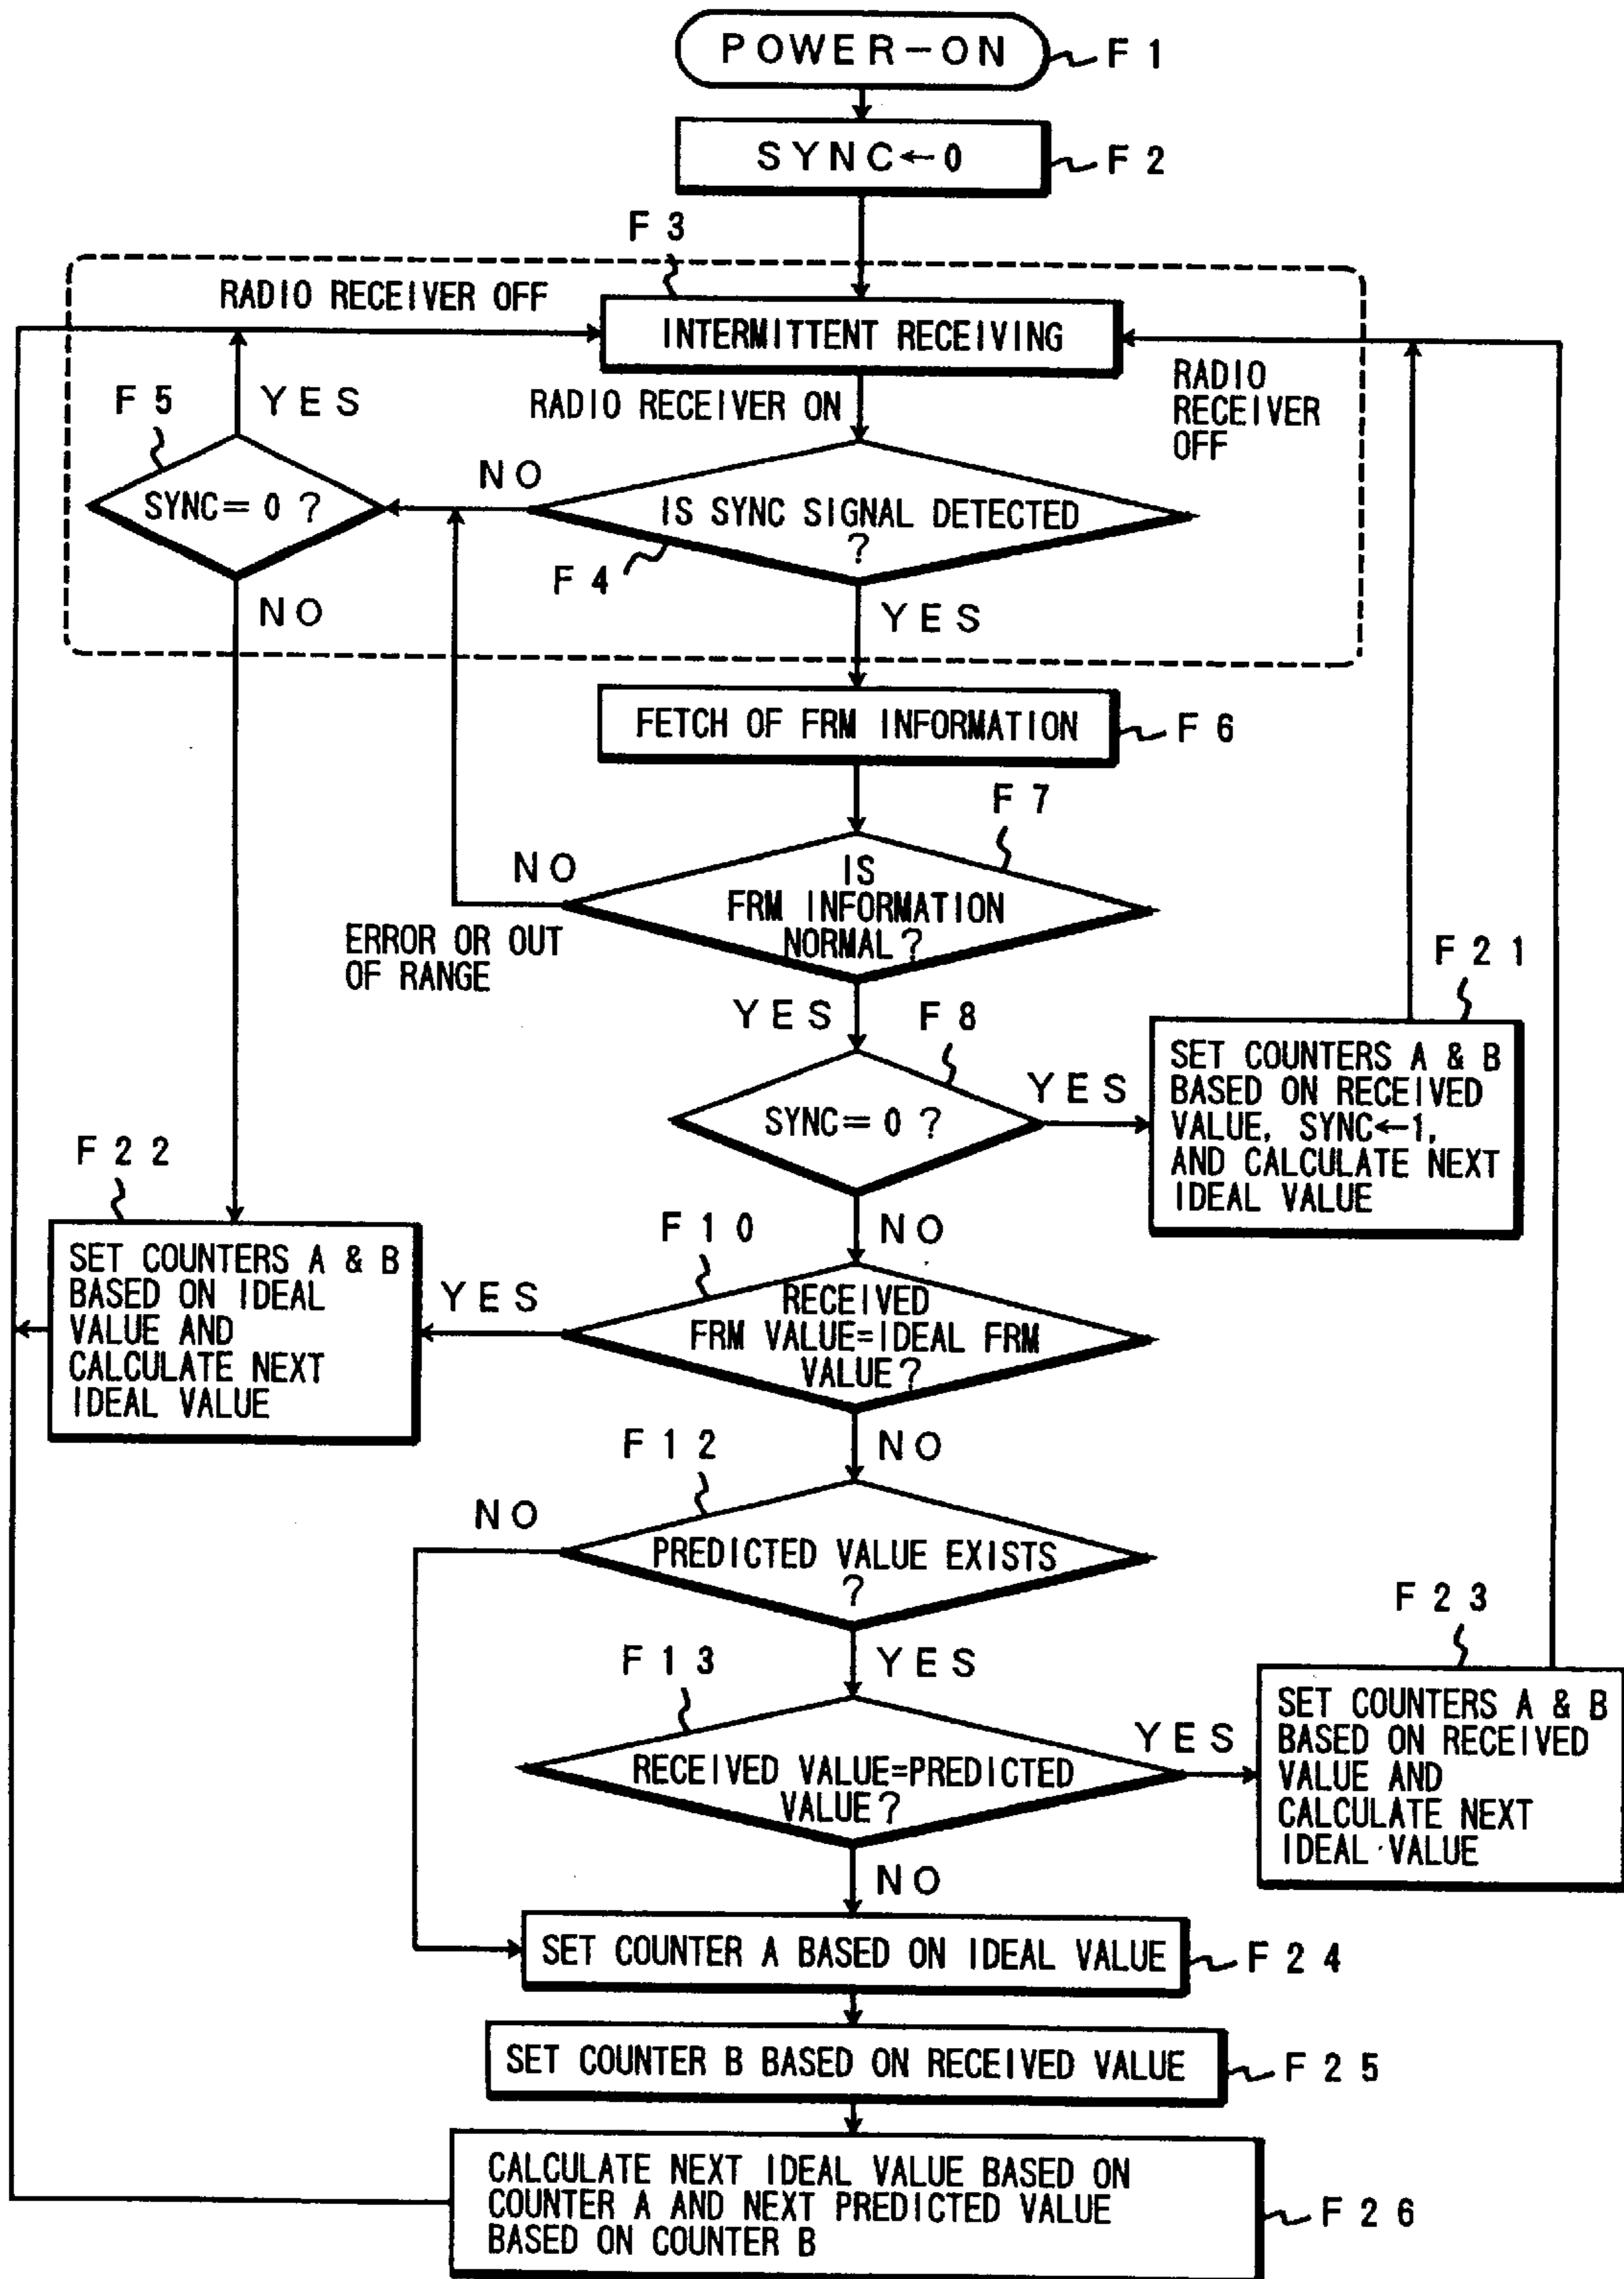 POWER-ON
F1
SYNC←0
F2
F3
RADIO RECEIVER OFF
INTERMITTENT RECEIVING
RADIO
RECEIVER
OFF
F5
YES
RADIO RECEIVER ON
NO
SYNC=0?
IS SYNC SIGNAL DETECTED
?
F4
NO
YES
FETCH OF FRM INFORMATION
F6
F7
NO
IS
FRM INFORMATION
NORMAL?
ERROR OR OUT
OF RANGE
YES
F8
F21
SYNC=0?
YES
SET COUNTERS A & B
BASED ON RECEIVED
VALUE, SYNC←1,
AND CALCULATE NEXT
IDEAL VALUE
F22
F10
NO
SET COUNTERS A & B
BASED ON IDEAL
VALUE AND
CALCULATE NEXT
IDEAL VALUE
YES
RECEIVED
FRM VALUE=IDEAL FRM
VALUE?
F12
NO
NO
PREDICTED VALUE EXISTS
?
F23
F13
YES
RECEIVED VALUE=PREDICTED
VALUE?
YES
SET COUNTERS A & B
BASED ON RECEIVED
VALUE AND
CALCULATE NEXT
IDEAL VALUE
NO
SET COUNTER A BASED ON IDEAL VALUE
F24
SET COUNTER B BASED ON RECEIVED VALUE
F25
CALCULATE NEXT IDEAL VALUE BASED ON
COUNTER A AND NEXT PREDICTED VALUE
BASED ON COUNTER B
F26